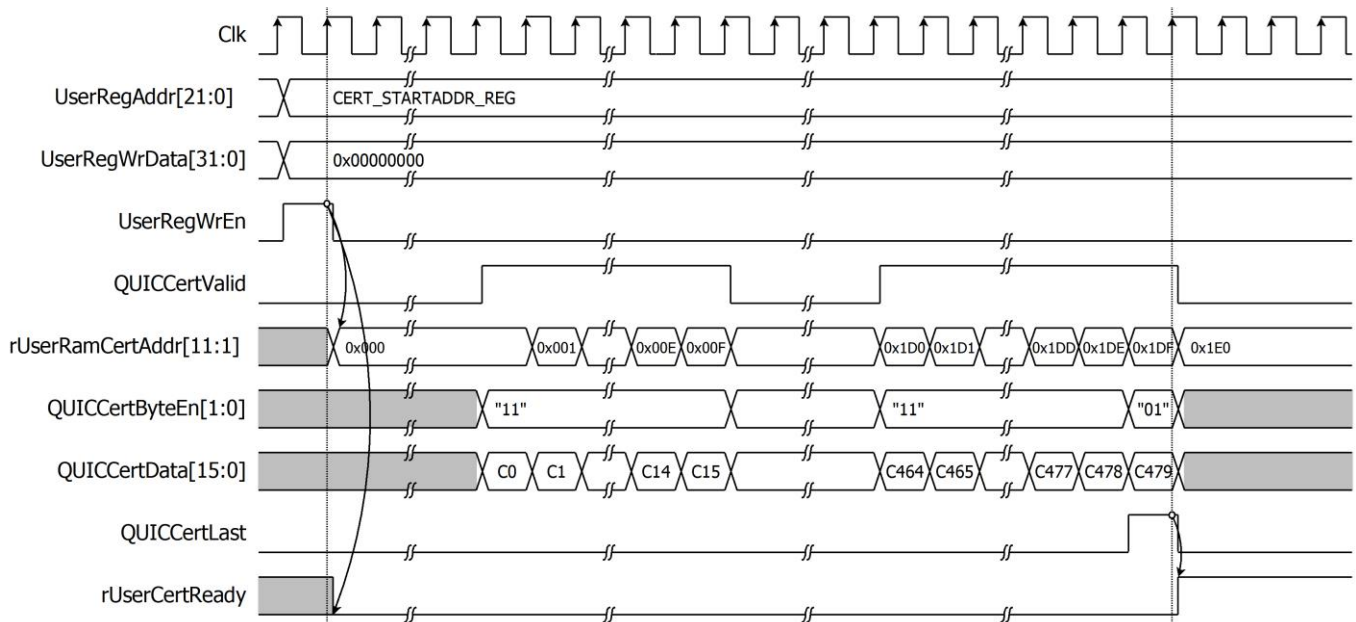 Clk
UserRegAddr[21:0] CERT_STARTADDR_REG
UserRegWrData[31:0] 0x00000000
UserRegWrEn
QUICCertValid
rUserRamCertAddr[11:1] 0x000 0x001 0x00E 0x00F 0x1D0 0x1D1 0x1DD 0x1DE 0x1DF 0x1E0
QUICCertByteEn[1:0] "11" "11" "01"
QUICCertData[15:0] C0 C1 C14 C15 C464 C465 C477 C478 C479
QUICCertLast
rUserCertReady